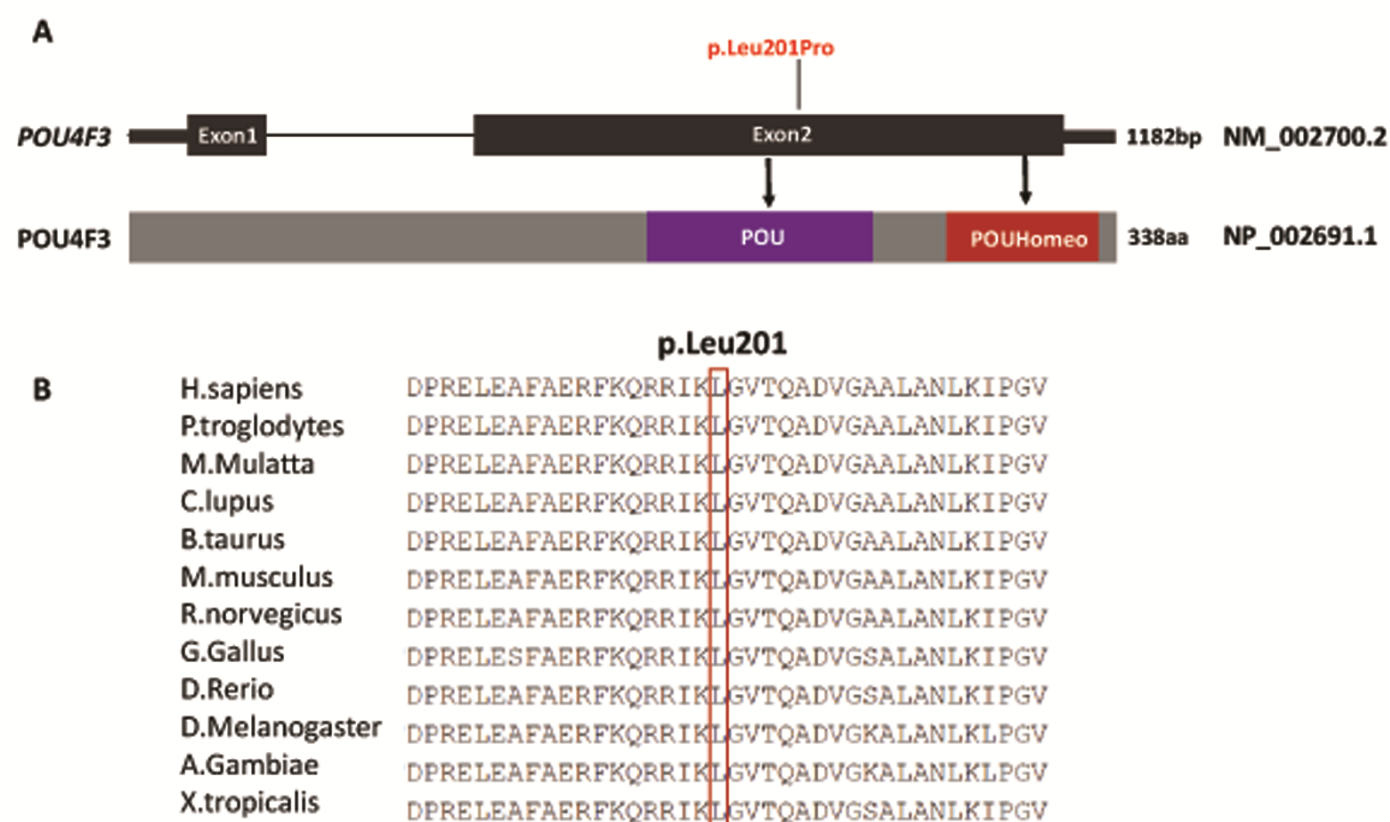 A
p.Leu201Pro
POU4F3 Exon1 Exon2 1182bp NM_002700.2
POU4F3 POU POUHomeo 338aa NP_002691.1
p.Leu201
B
H.sapiens DPRELEAFAERFKQRRIKLGVTQADVGAALANLKIPGV
P.troglodytes DPRELEAFAERFKQRRIKLGVTQADVGAALANLKIPGV
M.Mulatta DPRELEAFAERFKQRRIKLGVTQADVGAALANLKIPGV
C.lupus DPRELEAFAERFKQRRIKLGVTQADVGAALANLKIPGV
B.taurus DPRELEAFAERFKQRRIKLGVTQADVGAALANLKIPGV
M.musculus DPRELEAFAERFKQRRIKLGVTQADVGAALANLKIPGV
R.norvegicus DPRELEAFAERFKQRRIKLGVTQADVGAALANLKIPGV
G.Gallus DPRELESFAERFKQRRIKLGVTQADVGSALANLKIPGV
D.Rerio DPRELEAFAERFKQRRIKLGVTQADVGSALANLKIPGV
D.Melanogaster DPRELEAFAERFKQRRIKLGVTQADVGKALANLKLPGV
A.Gambiae DPRELEAFAERFKQRRIKLGVTQADVGKALANLKLPGV
X.tropicalis DPRELEAFAERFKQRRIKLGVTQADVGSALANLKIPGV